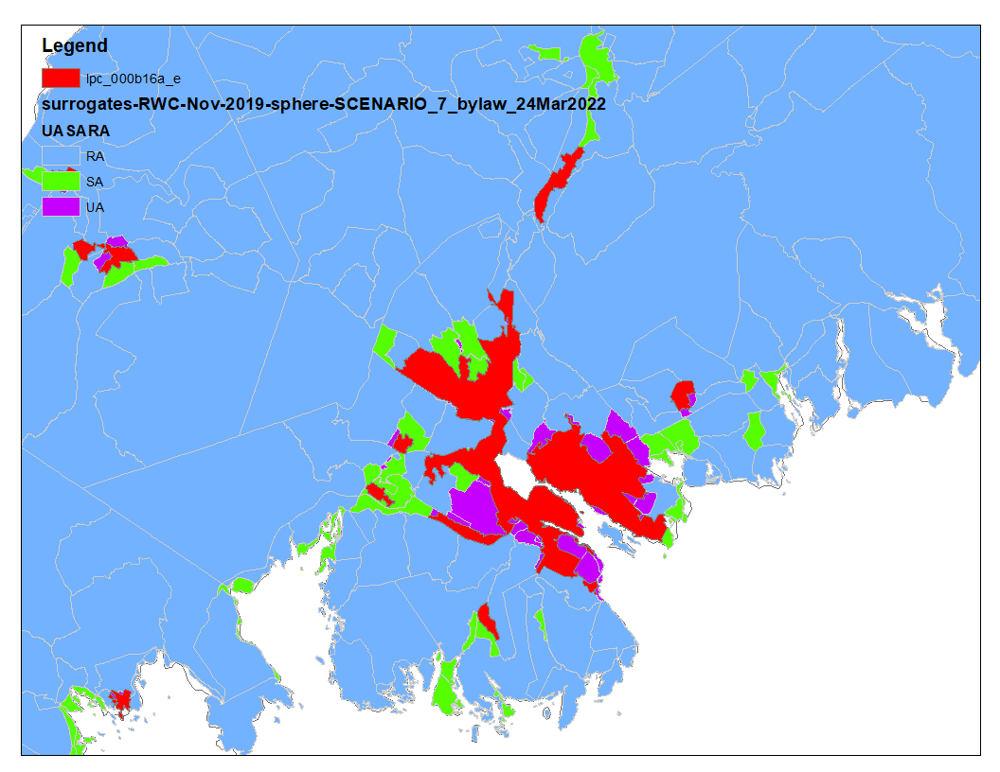 Legend
lpc_000b16a_e
surrogates-RWC-Nov-2019-sphere-SCENARIO_7_bylaw_24Mar2022
UASARA
RA
SA
UA